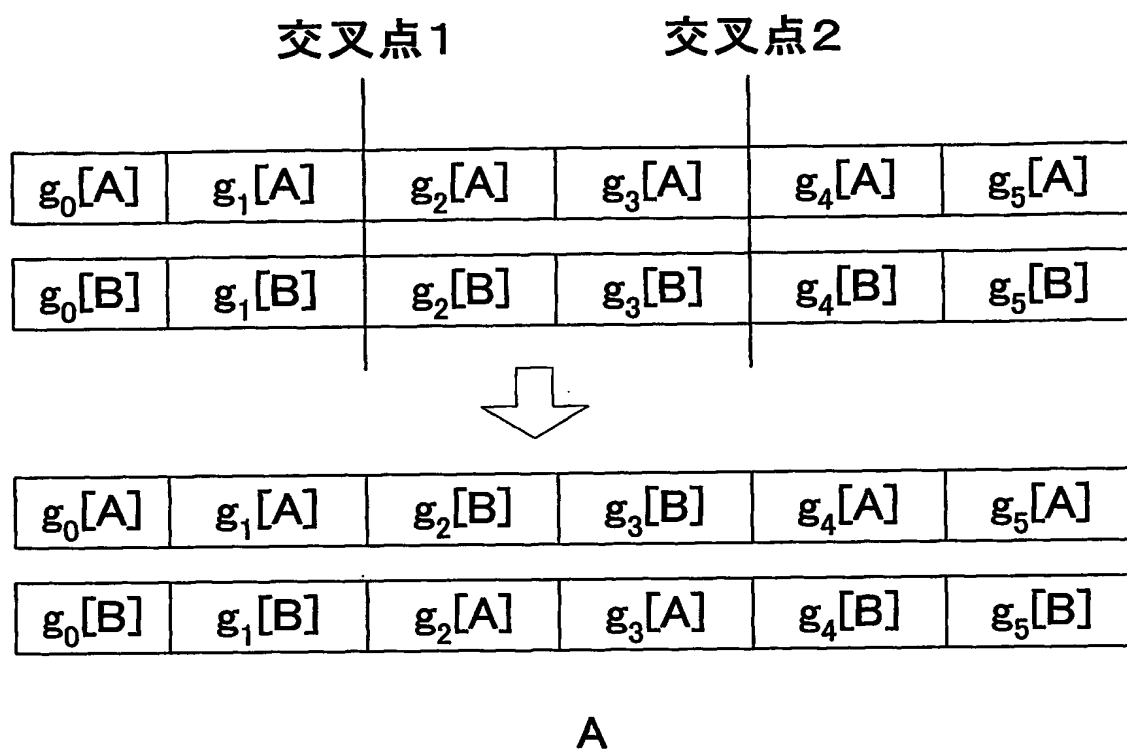 交叉点1 交叉点2
g₀[A] g₁[A] g₂[A] g₃[A] g₄[A] g₅[A]
g₀[B] g₁[B] g₂[B] g₃[B] g₄[B] g₅[B]
g₀[A] g₁[A] g₂[B] g₃[B] g₄[A] g₅[A]
g₀[B] g₁[B] g₂[A] g₃[A] g₄[B] g₅[B]
A